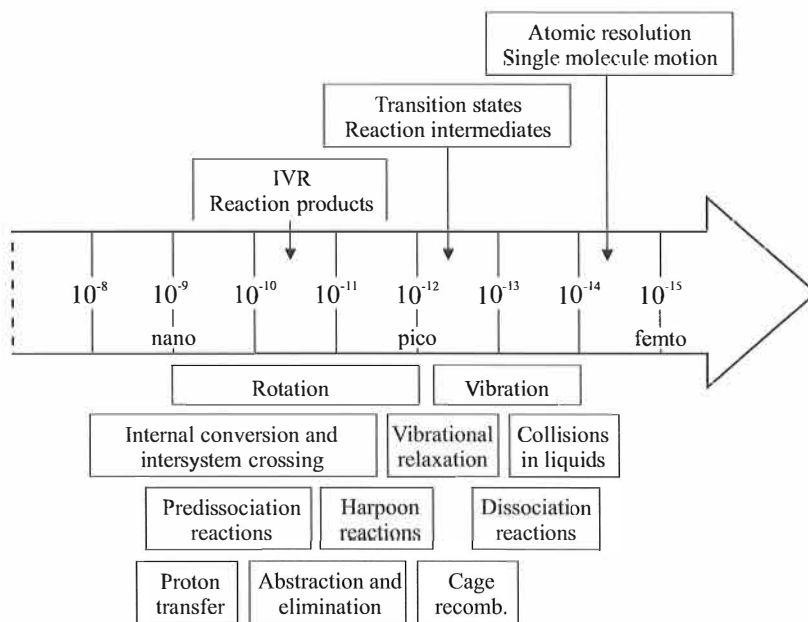 Atomic resolution
Single molecule motion
Transition states
Reaction intermediates
IVR
Reaction products
10⁻⁸ 10⁻⁹ 10⁻¹⁰ 10⁻¹¹ 10⁻¹² 10⁻¹³ 10⁻¹⁴ 10⁻¹⁵
nano pico femto
Rotation
Vibration
Internal conversion and
intersystem crossing
Vibrational
relaxation
Collisions
in liquids
Predissociation
reactions
Harpoon
reactions
Dissociation
reactions
Proton
transfer
Abstraction and
elimination
Cage
recomb.